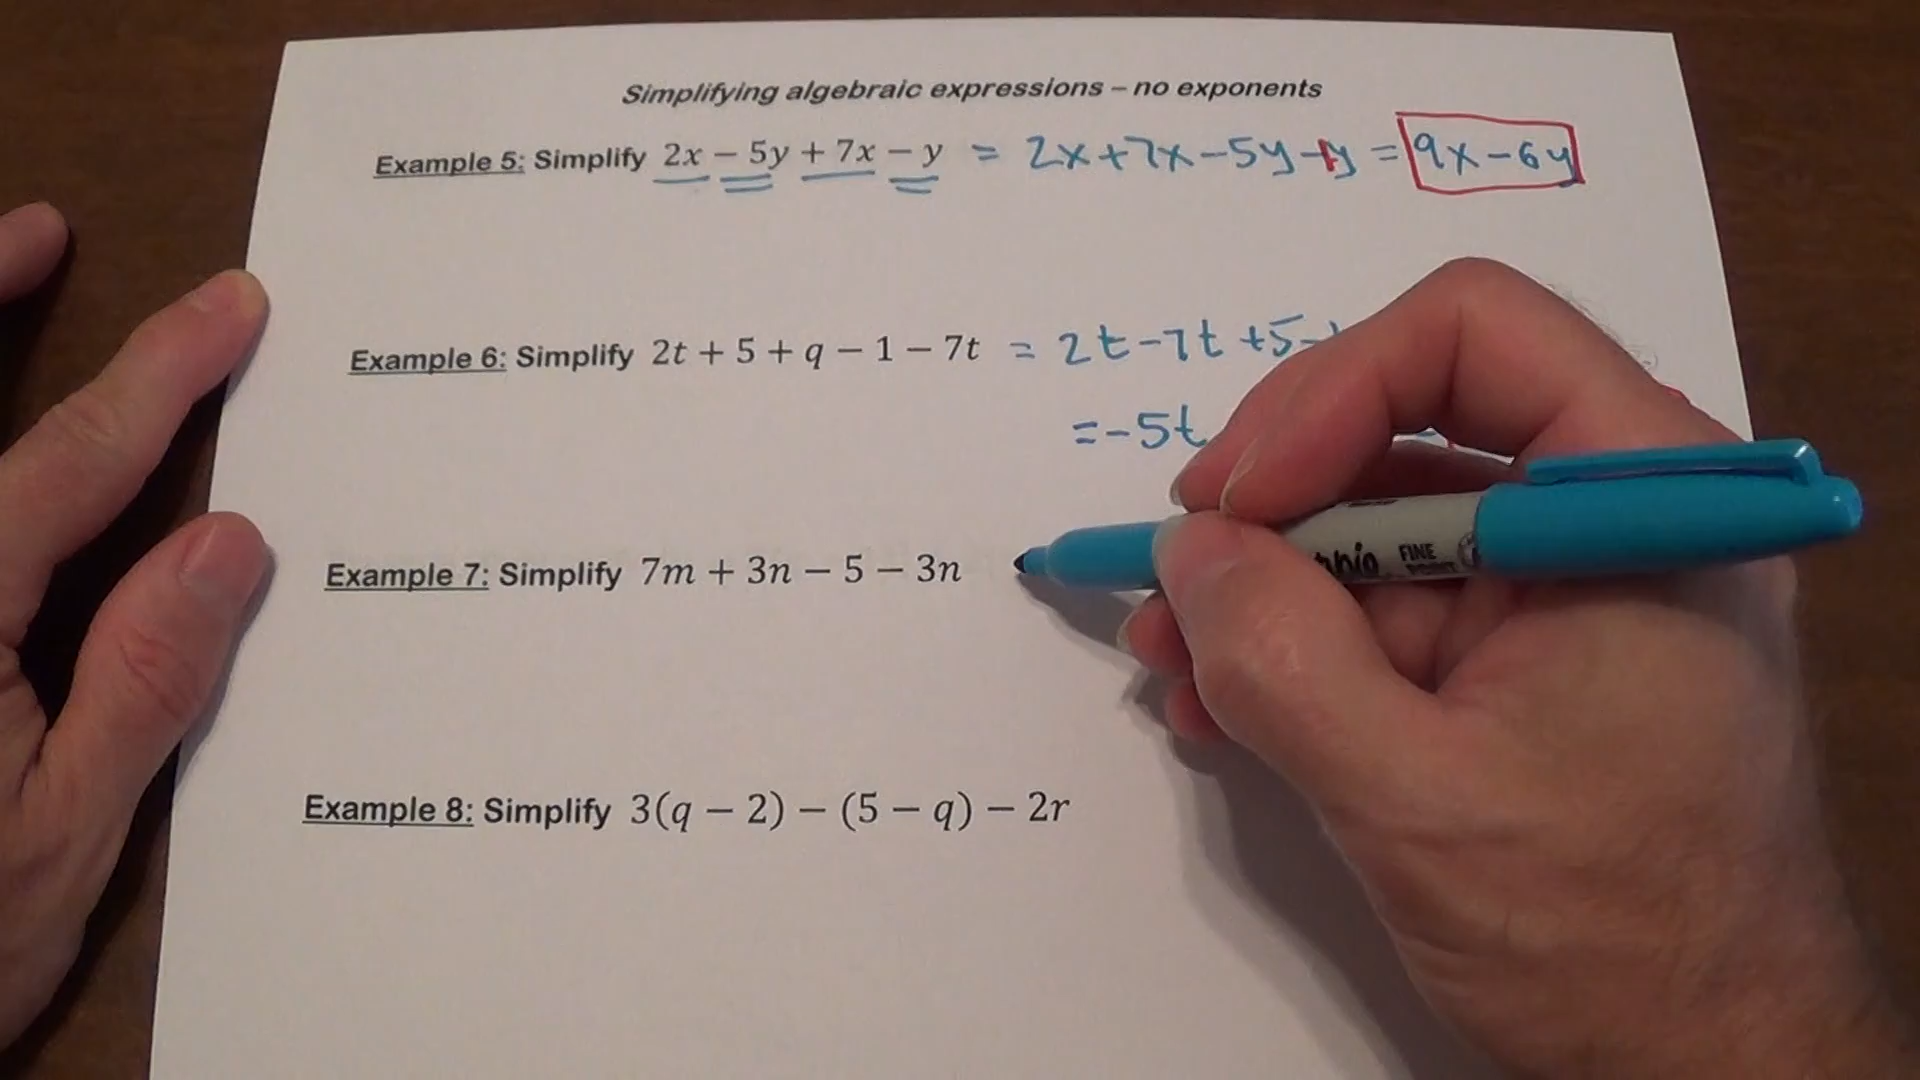 Simplifying algebraic expressions – no exponents
Example 5: Simplify 2x − 5y + 7x − y = 2x+7x−5y−1y = 9x−6y
Example 6: Simplify 2t + 5 + q − 1 − 7t = 2t−7t+5−
=−5t
Example 7: Simplify 7m + 3n − 5 − 3n
FINE
Example 8: Simplify 3(q − 2) − (5 − q) − 2r